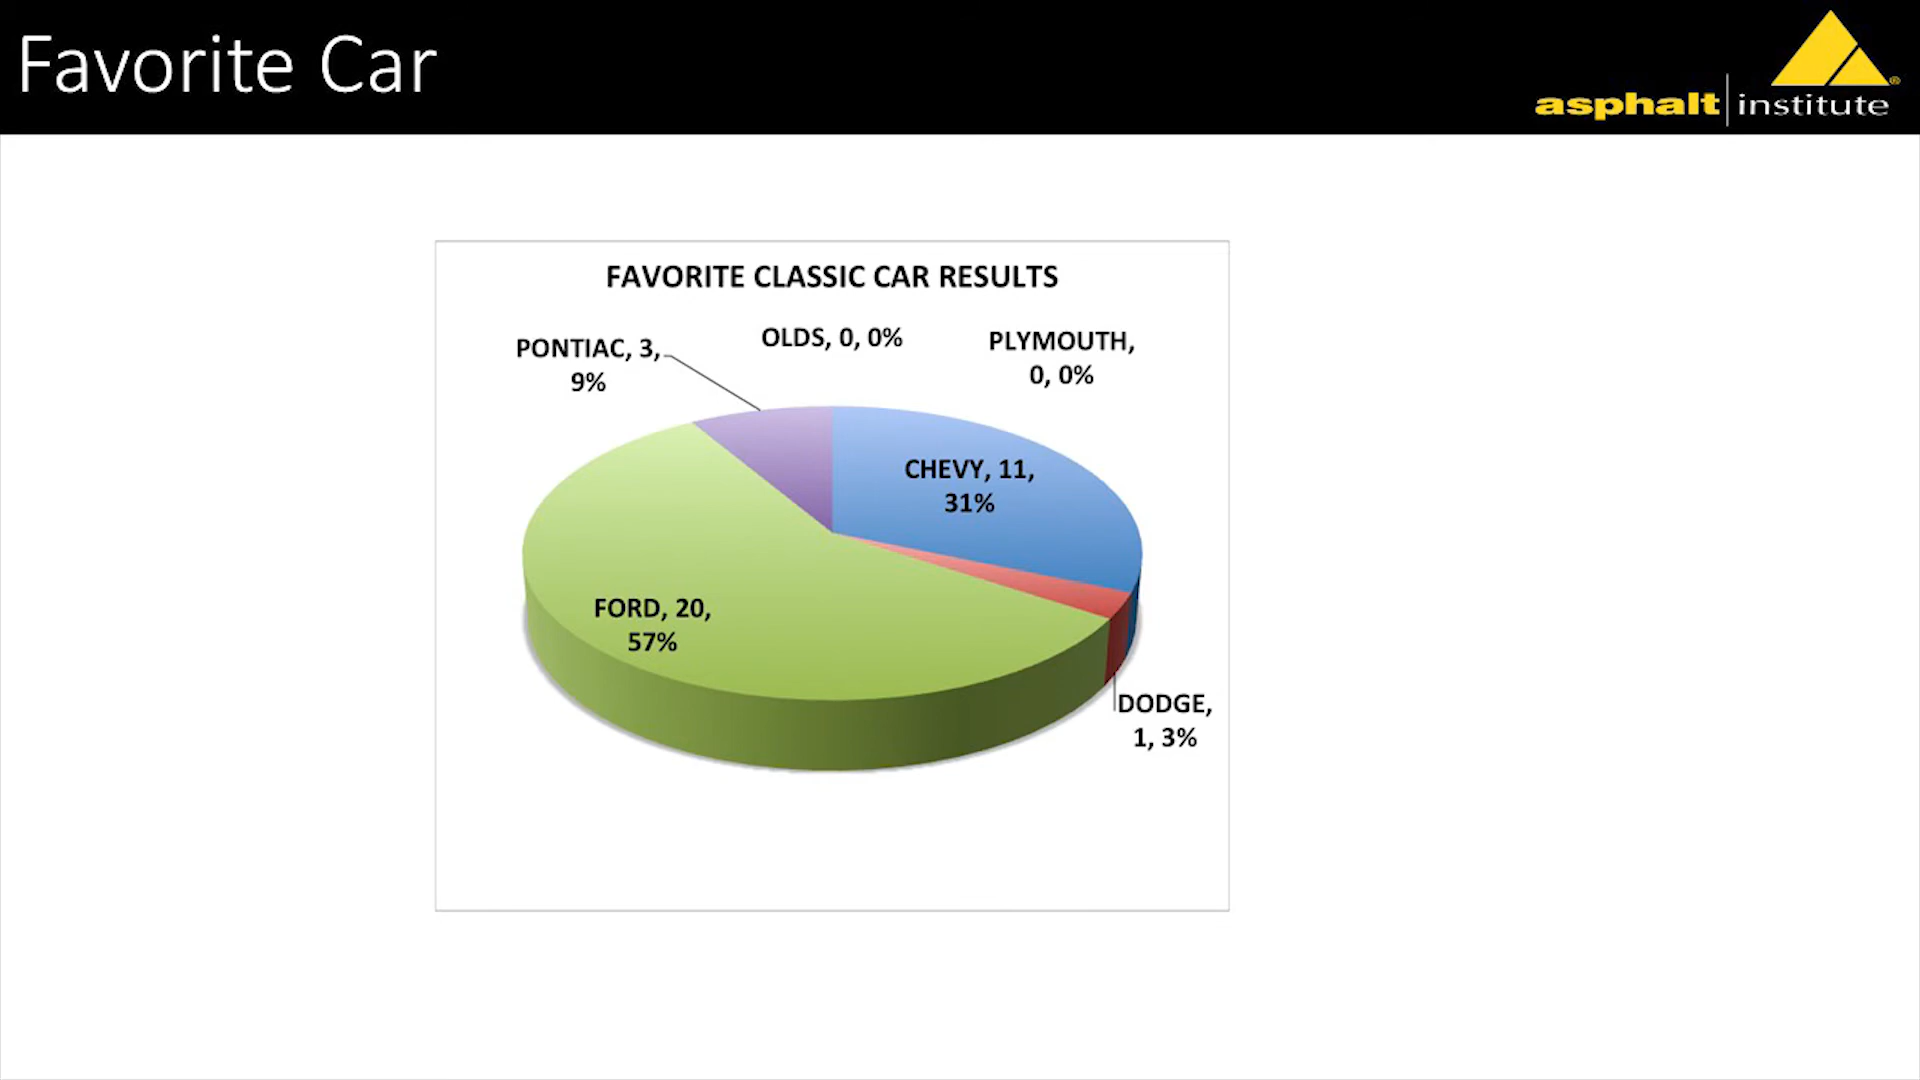 Favorite Car
asphalt institute
®
FAVORITE CLASSIC CAR RESULTS
PONTIAC, 3,
9%
OLDS, 0, 0%
PLYMOUTH,
0, 0%
CHEVY, 11,
31%
FORD, 20,
57%
DODGE,
1, 3%